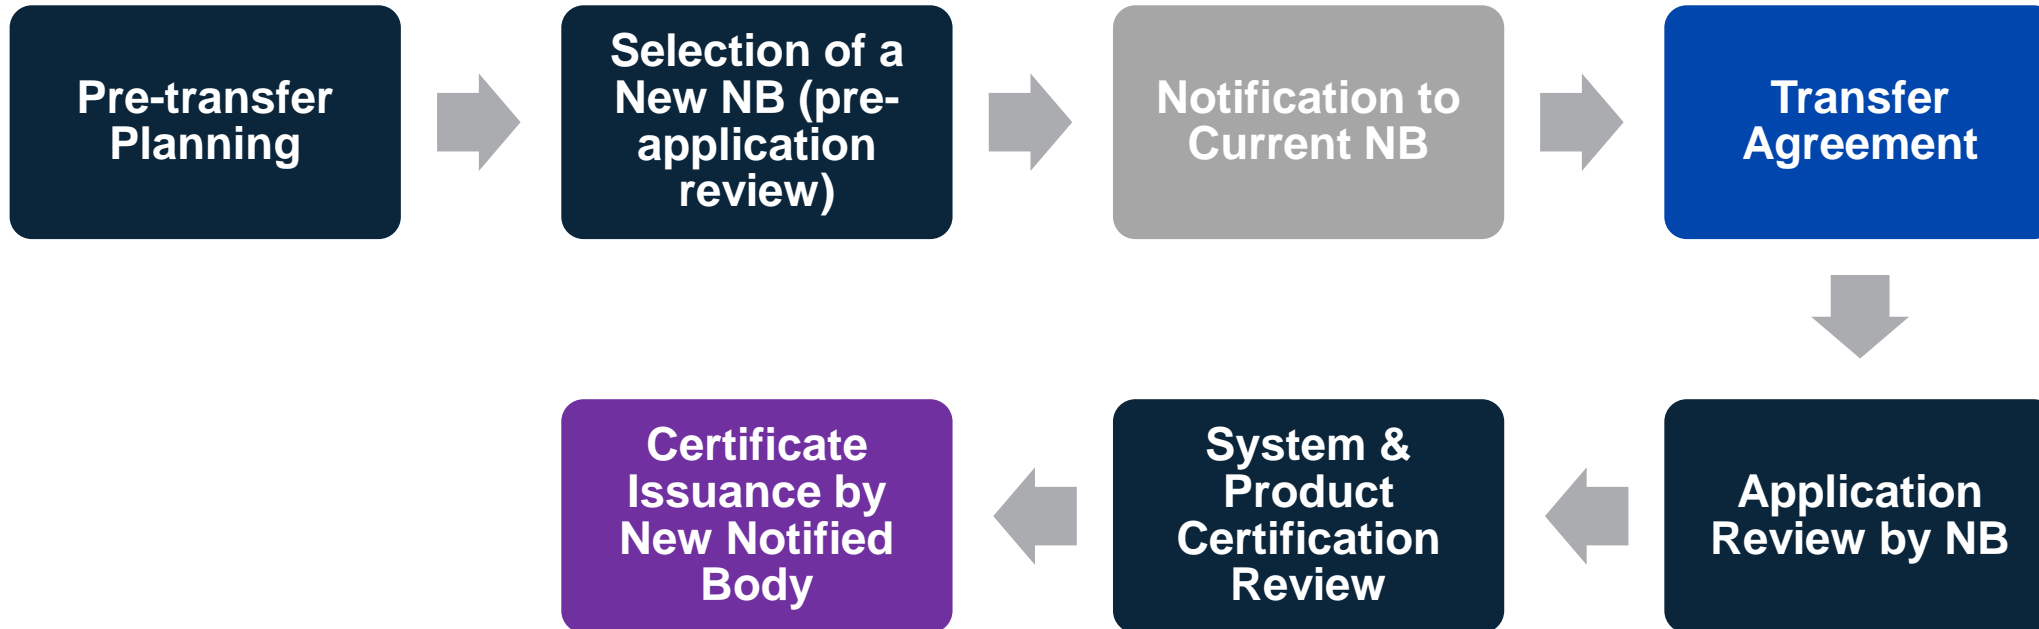 Pre-transfer
Planning
Selection of a
New NB (pre-
application
review)
Notification to
Current NB
Transfer
Agreement
Application
Review by NB
System &
Product
Certification
Review
Certificate
Issuance by
New Notified
Body